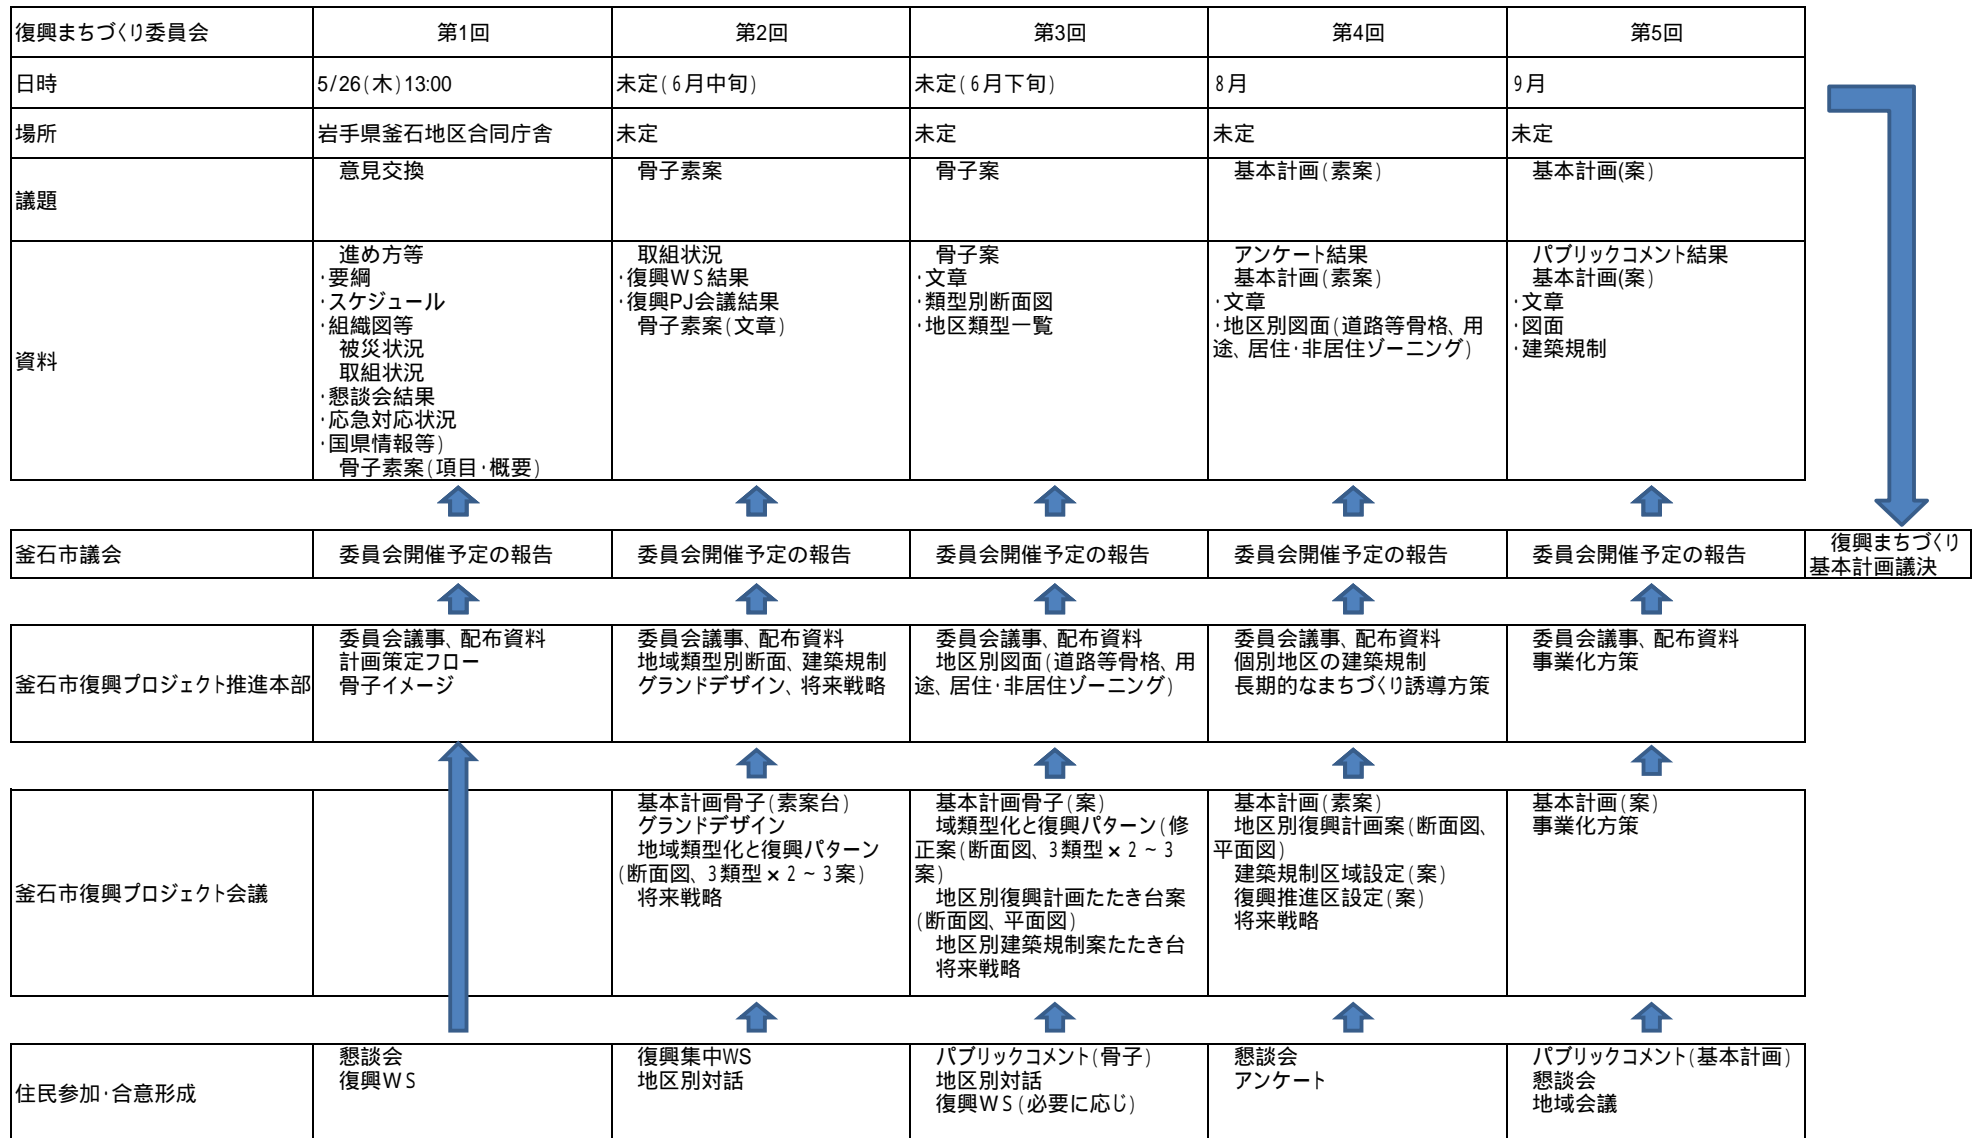 復興まちづくり委員会
第1回
第2回
第3回
第4回
第5回
日時
5/26(木)13:00
未定(6月中旬)
未定(6月下旬)
8月
9月
場所
岩手県釜石地区合同庁舎
未定
未定
未定
未定
議題
意見交換
骨子素案
骨子案
基本計画(素案)
基本計画(案)
資料
進め方等
・要綱
・スケジュール
・組織図等
被災状況
取組状況
・懇談会結果
・応急対応状況
・国県情報等)
骨子素案(項目・概要)
取組状況
・復興WS結果
・復興PJ会議結果
骨子素案(文章)
骨子案
・文章
・類型別断面図
・地区類型一覧
アンケート結果
基本計画(素案)
・文章
・地区別図面(道路等骨格、用
途、居住・非居住ゾーニング)
パブリックコメント結果
基本計画(案)
・文章
・図面
・建築規制
釜石市議会
委員会開催予定の報告
委員会開催予定の報告
委員会開催予定の報告
委員会開催予定の報告
委員会開催予定の報告
復興まちづくり
基本計画議決
釜石市復興プロジェクト推進本部
委員会議事、配布資料
計画策定フロー
骨子イメージ
委員会議事、配布資料
地域類型別断面、建築規制
グランドデザイン、将来戦略
委員会議事、配布資料
地区別図面(道路等骨格、用
途、居住・非居住ゾーニング)
委員会議事、配布資料
個別地区の建築規制
長期的なまちづくり誘導方策
委員会議事、配布資料
事業化方策
釜石市復興プロジェクト会議
基本計画骨子(素案台)
グランドデザイン
地域類型化と復興パターン
(断面図、3類型×2~3案)
将来戦略
基本計画骨子(案)
域類型化と復興パターン(修
正案(断面図、3類型×2~3
案)
地区別復興計画たたき台案
(断面図、平面図)
地区別建築規制案たたき台
将来戦略
基本計画(素案)
地区別復興計画案(断面図、
平面図)
建築規制区域設定(案)
復興推進区設定(案)
将来戦略
基本計画(案)
事業化方策
住民参加・合意形成
懇談会
復興WS
復興集中WS
地区別対話
パブリックコメント(骨子)
地区別対話
復興WS(必要に応じ)
懇談会
アンケート
パブリックコメント(基本計画)
懇談会
地域会議